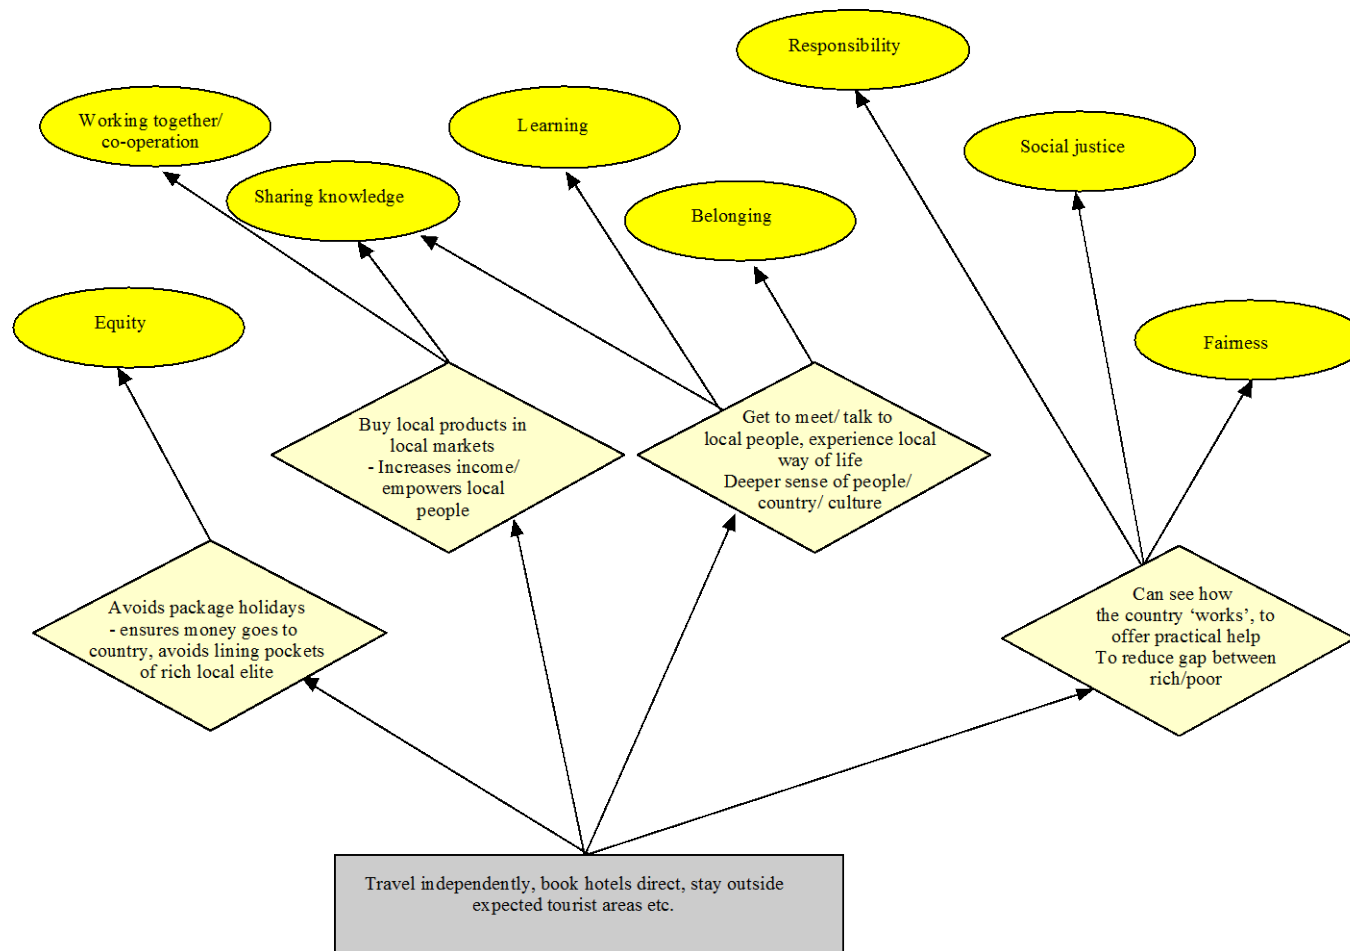 Responsibility
Working together/
co-operation
Learning
Social justice
Sharing knowledge
Belonging
Equity
Fairness
Buy local products in
local markets
- Increases income/
empowers local
people
Get to meet/ talk to
local people, experience local
way of life
Deeper sense of people/
country/ culture
Avoids package holidays
- ensures money goes to
country, avoids lining pockets
of rich local elite
Can see how
the country ‘works’, to
offer practical help
To reduce gap between
rich/poor
Travel independently, book hotels direct, stay outside
expected tourist areas etc.